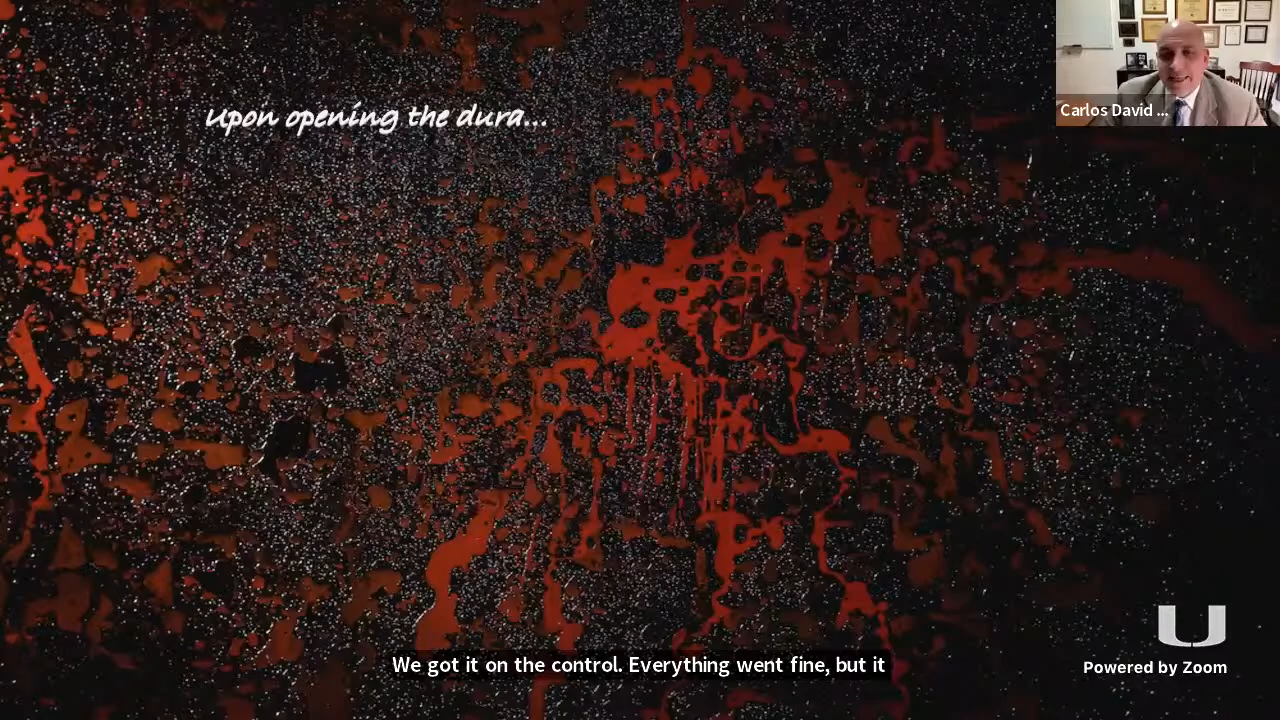 Upon opening the dura...
Carlos David ...
We got it on the control. Everything went fine, but it
U
Powered by Zoom